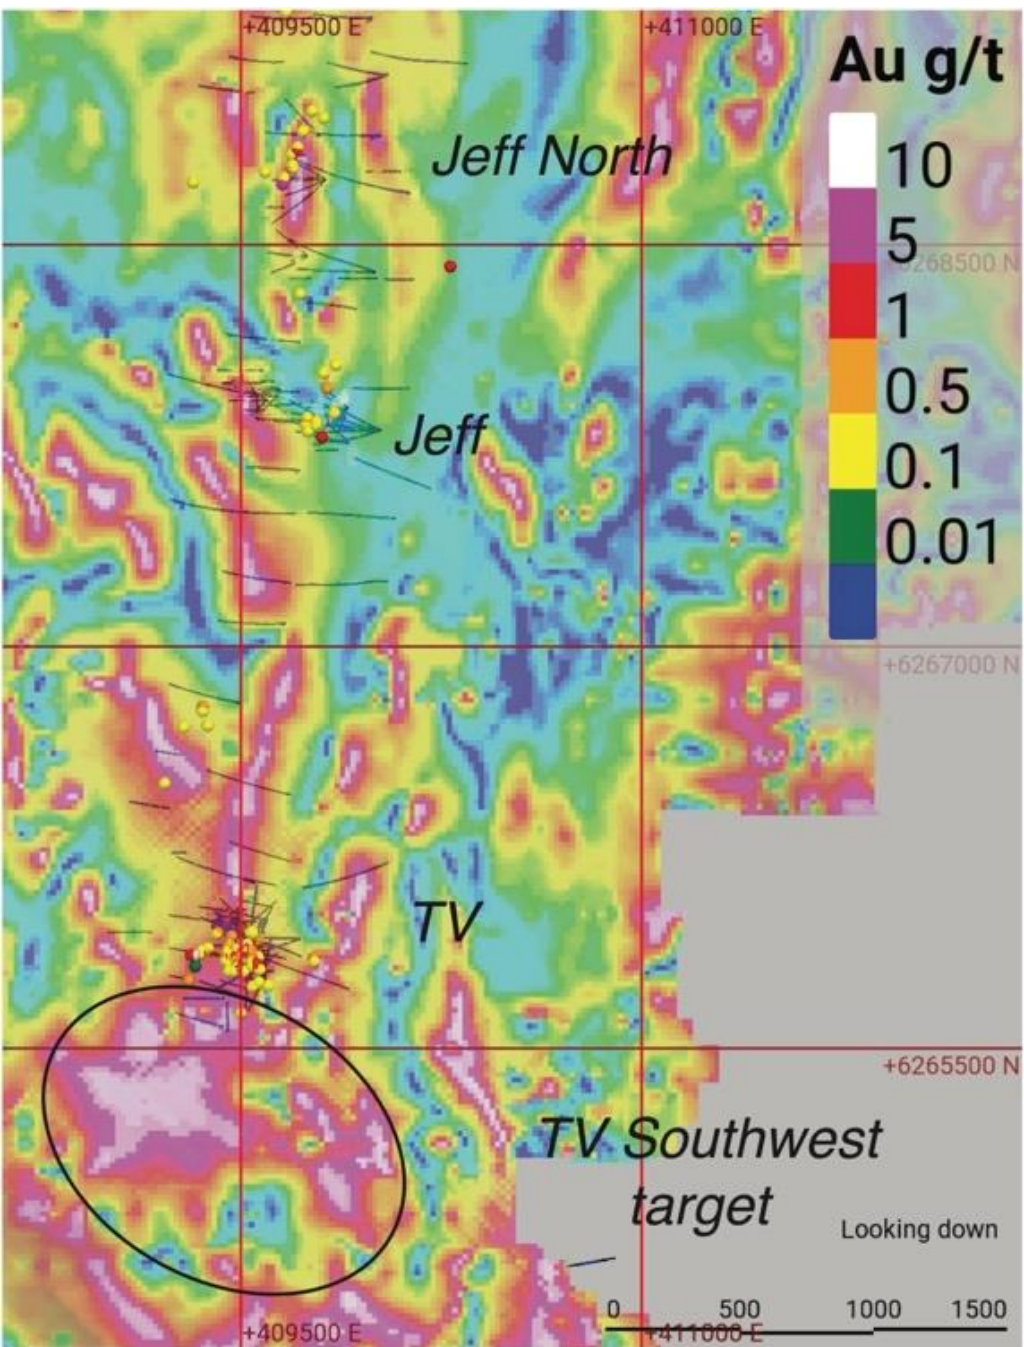 +409500 E
+411000 E
Au g/t
Jeff North
10
5
+6268500 N
1
0.5
Jeff
0.1
0.01
+6267000 N
TV
+6265500 N
TV Southwest
target
Looking down
0 500 1000 1500
+409500 E
+411000 E